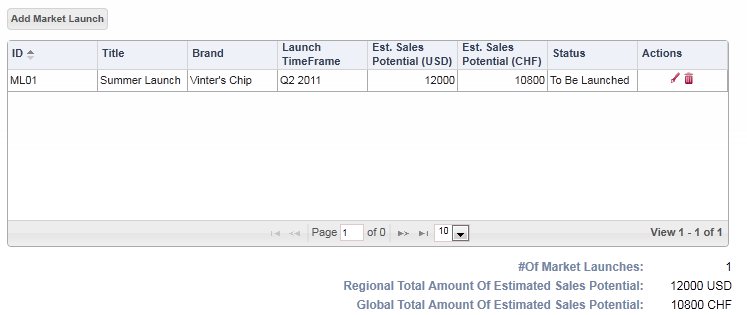 Add Market Launch
ID Title Brand Launch TimeFrame Est. Sales Potential (USD) Est. Sales Potential (CHF) Status Actions
ML01 Summer Launch Vinter's Chip Q2 2011 12000 10800 To Be Launched
Page 1 of 0 10 View 1 - 1 of 1
#Of Market Launches: 1
Regional Total Amount Of Estimated Sales Potential: 12000 USD
Global Total Amount Of Estimated Sales Potential: 10800 CHF